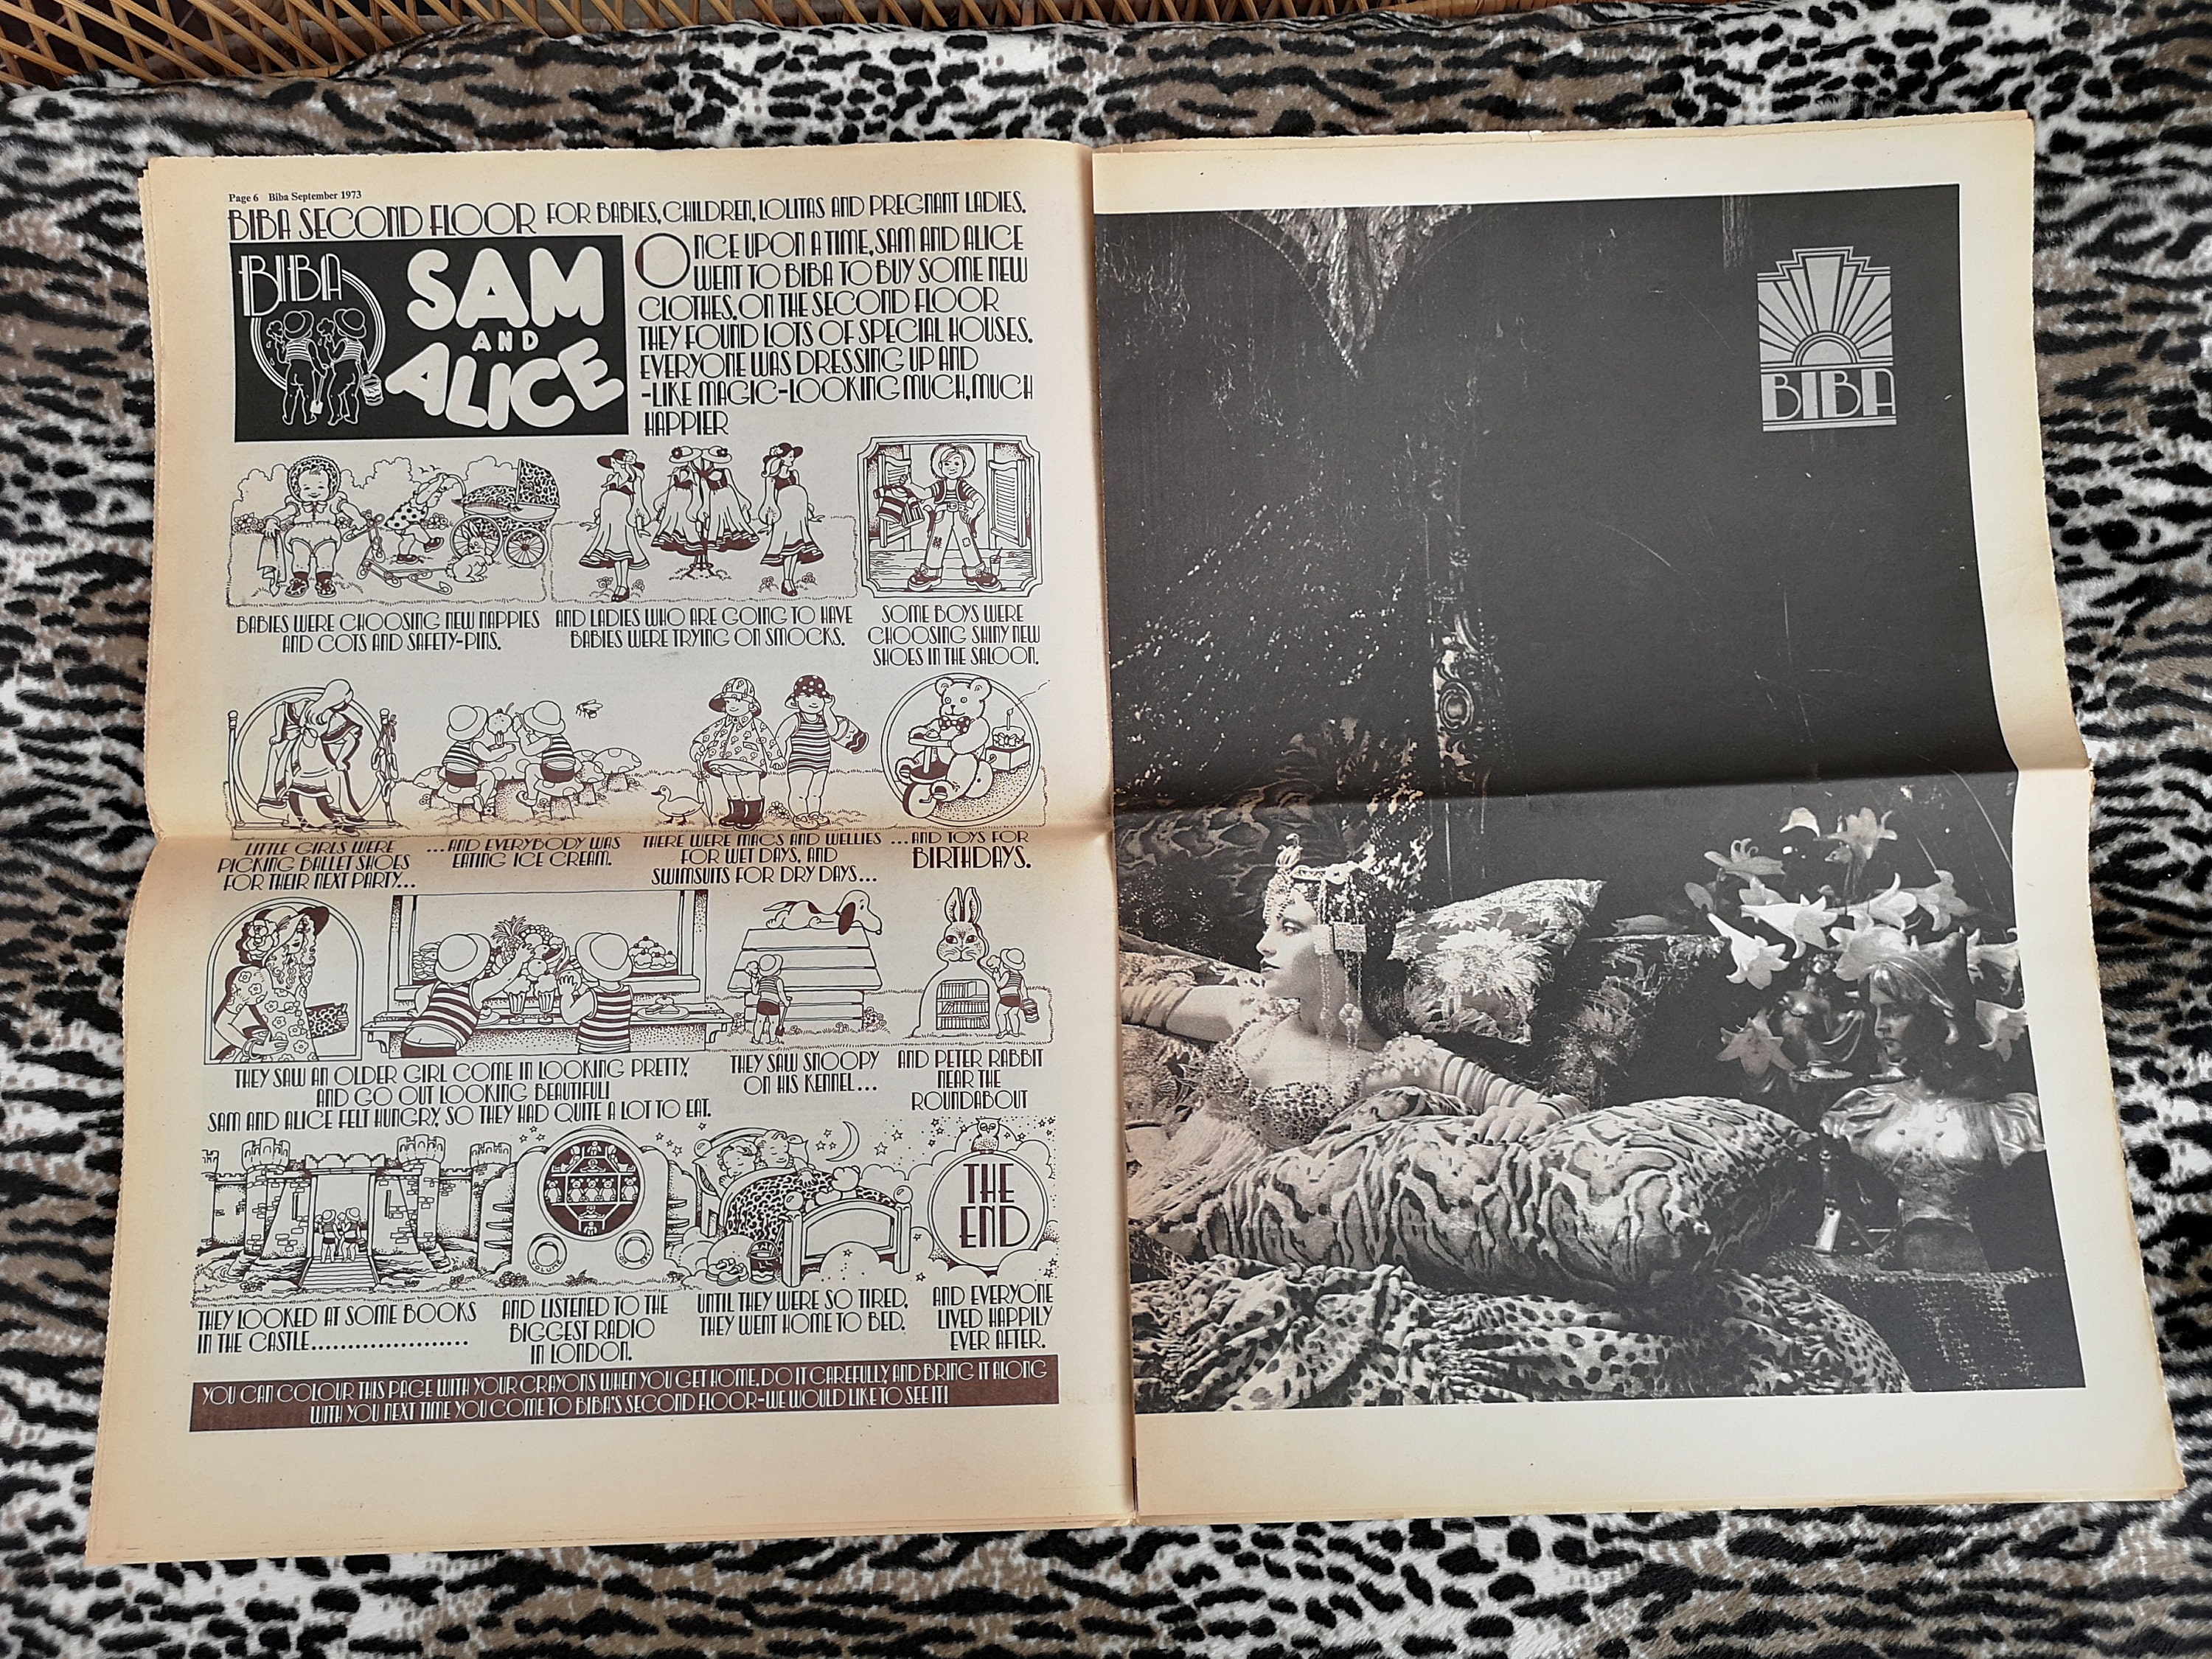 Page 6 Biba September 1973
BIBA SECOND FLOOR FOR BABIES, CHILDREN, LOLITAS AND PREGNANT LADIES.
BIBA
SAM
AND
ALICE
ONCE UPON A TIME, SAM AND ALICE
WENT TO BIBA TO BUY SOME NEW
CLOTHES. ON THE SECOND FLOOR
THEY FOUND LOTS OF SPECIAL HOUSES.
EVERYONE WAS DRESSING UP AND
-LIKE MAGIC-LOOKING MUCH, MUCH
HAPPIER
BABIES WERE CHOOSING NEW NAPPIES
AND COTS AND SAFETY-PINS.
AND LADIES WHO ARE GOING TO HAVE
BABIES WERE TRYING ON SMOCKS.
SOME BOYS WERE
CHOOSING SHINY NEW
SHOES IN THE SALOON.
LITTLE GIRLS WERE
PICKING BALLET SHOES
FOR THEIR NEXT PARTY...
...AND EVERYBODY WAS
EATING ICE CREAM.
THERE WERE MACS AND WELLIES
FOR WET DAYS, AND
SWIMSUITS FOR DRY DAYS...
...AND TOYS FOR
BIRTHDAYS.
THEY SAW AN OLDER GIRL COME IN LOOKING PRETTY,
AND GO OUT LOOKING BEAUTIFUL!
SAM AND ALICE FELT HUNGRY, SO THEY HAD QUITE A LOT TO EAT.
THEY SAW SNOOPY
ON HIS KENNEL...
AND PETER RABBIT
NEAR THE
ROUNDABOUT
VOLUME
THE
END
THEY LOOKED AT SOME BOOKS
IN THE CASTLE.....................
AND LISTENED TO THE
BIGGEST RADIO
IN LONDON.
UNTIL THEY WERE SO TIRED,
THEY WENT HOME TO BED.
AND EVERYONE
LIVED HAPPILY
EVER AFTER.
YOU CAN COLOUR THIS PAGE WITH YOUR CRAYONS WHEN YOU GET HOME. DO IT CAREFULLY, AND BRING IT ALONG
WITH YOU NEXT TIME YOU COME TO BIBA'S SECOND FLOOR-WE WOULD LIKE TO SEE IT!
BIBA